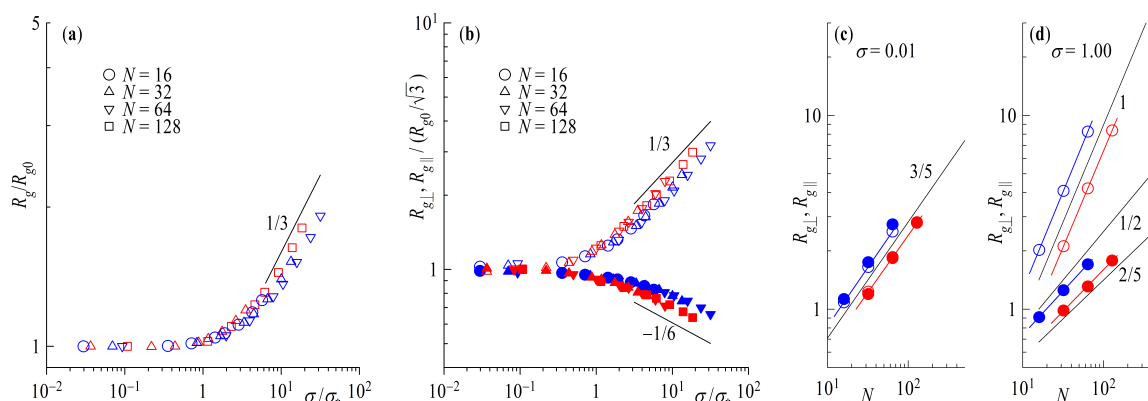 (a)
N = 16
N = 32
N = 64
N = 128
1/3
R_g/R_g0
5
1
10^-2 10^-1 1 10 10^2
(b)
N = 16
N = 32
N = 64
N = 128
1/3
−1/6
R_g⊥, R_g∥ / (R_g0/√3)
10
1
10^-2 10^-1 1 10 10^2
(c)
σ = 0.01
3/5
R_g⊥, R_g∥
10
1
10^1 10^2
N
(d)
σ = 1.00
1
1/2
2/5
R_g⊥, R_g∥
10
1
10^1 10^2
N